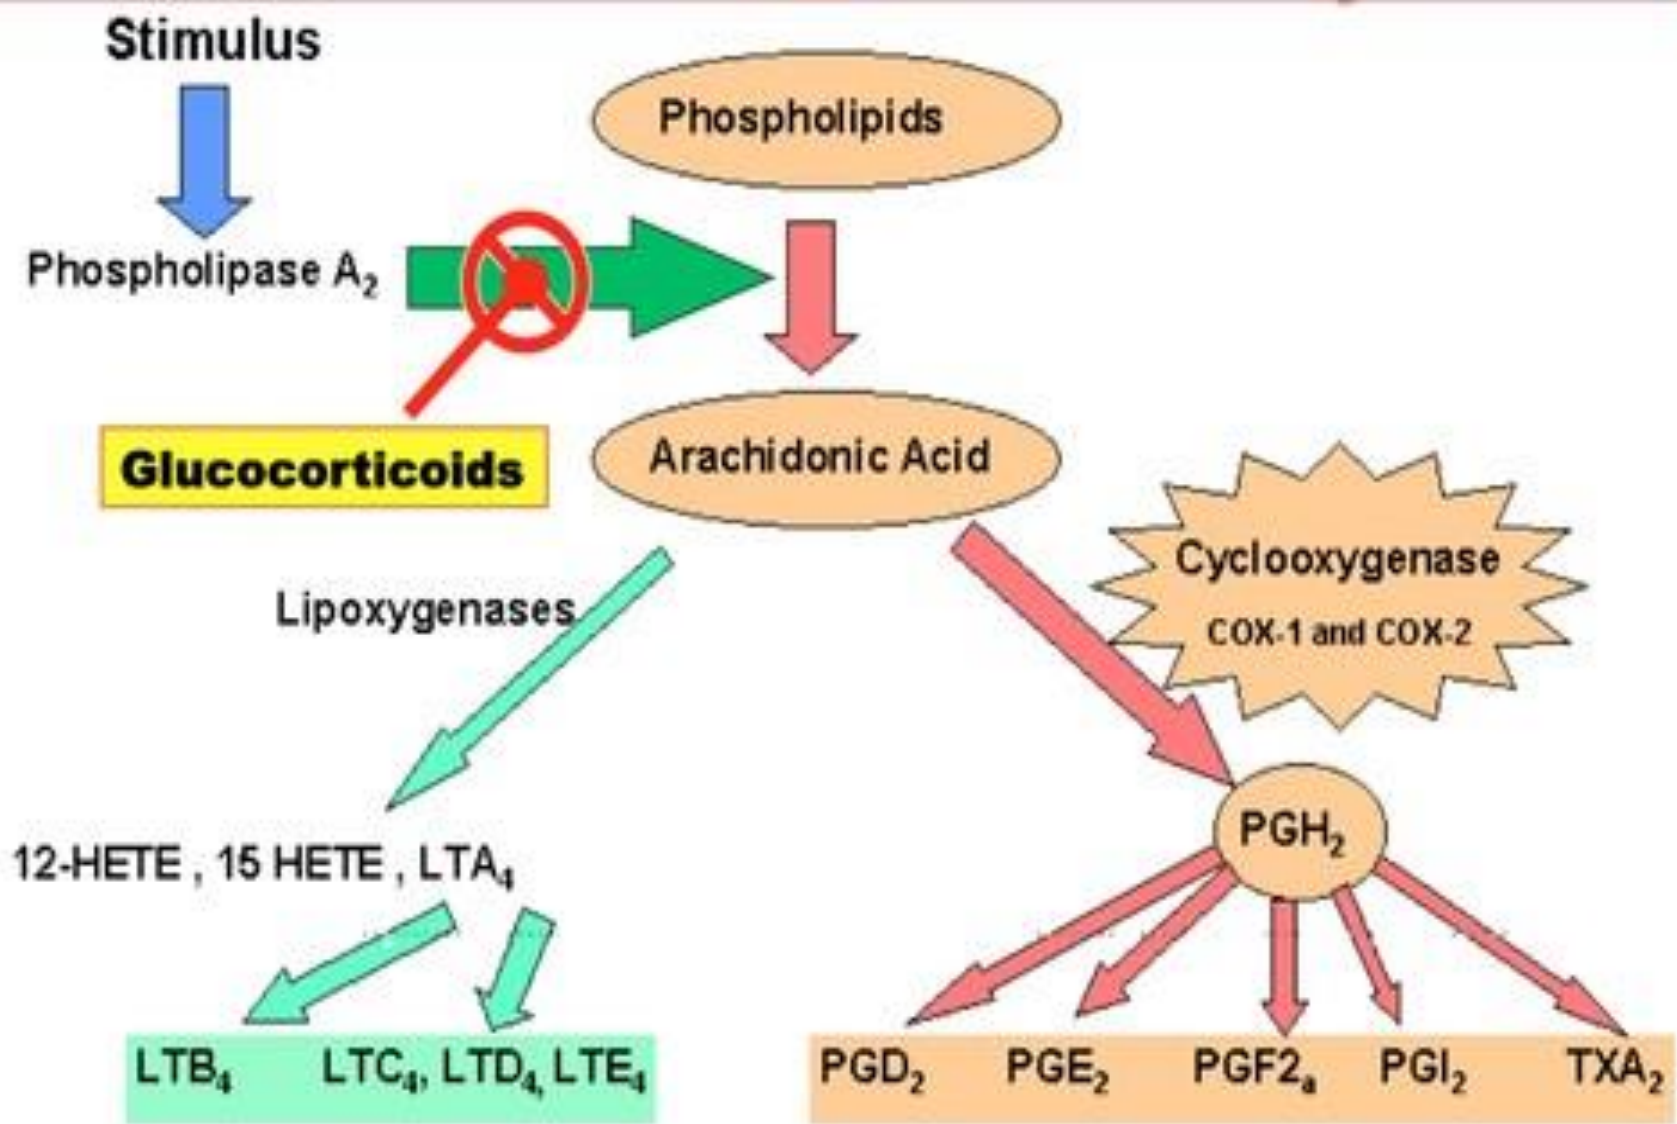 Stimulus
Phospholipids
Phospholipase A₂
Glucocorticoids
Arachidonic Acid
Cyclooxygenase
COX-1 and COX-2
Lipoxygenases
PGH₂
12-HETE , 15 HETE , LTA₄
LTB₄ LTC₄, LTD₄, LTE₄
PGD₂ PGE₂ PGF2ₐ PGI₂ TXA₂